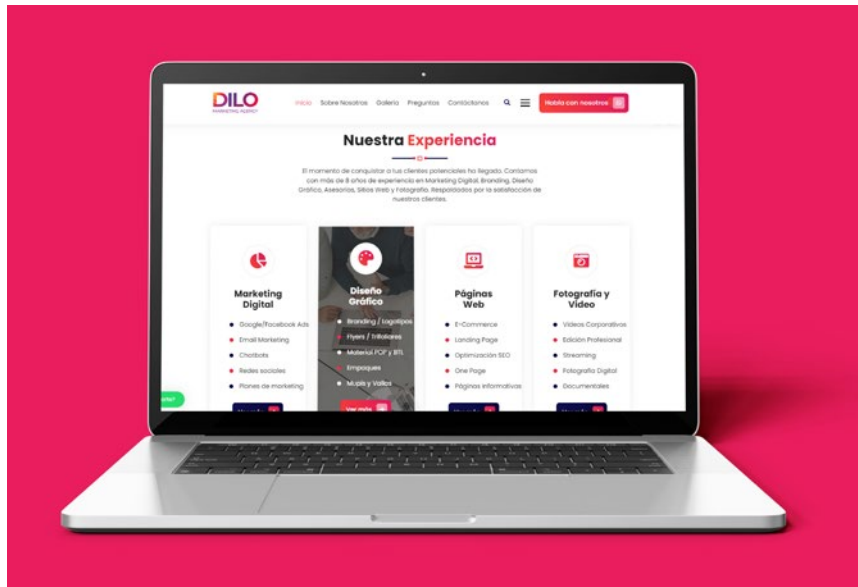 DILO
MARKETING AGENCY
Inicio Sobre Nosotros Galería Preguntas Contáctanos
Habla con nosotros
Nuestra Experiencia
El momento de conquistar a tus clientes potenciales ha llegado. Contamos
con más de 8 años de experiencia en Marketing Digital, Branding, Diseño
Gráfico, Asesorías, Sitios Web y Fotografía. Respaldados por la satisfacción de
nuestros clientes.
Marketing
Digital
Google/Facebook Ads
Email Marketing
Chatbots
Redes sociales
Planes de marketing
Diseño
Gráfico
Branding / Logotipos
Flyers / Trifoliares
Material POP y BTL
Empaques
Mupis y Vallas
Ver más
Páginas
Web
E-Commerce
Landing Page
Optimización SEO
One Page
Páginas informativas
Fotografía y
Video
Videos Corporativos
Edición Profesional
Streaming
Fotografía Digital
Documentales